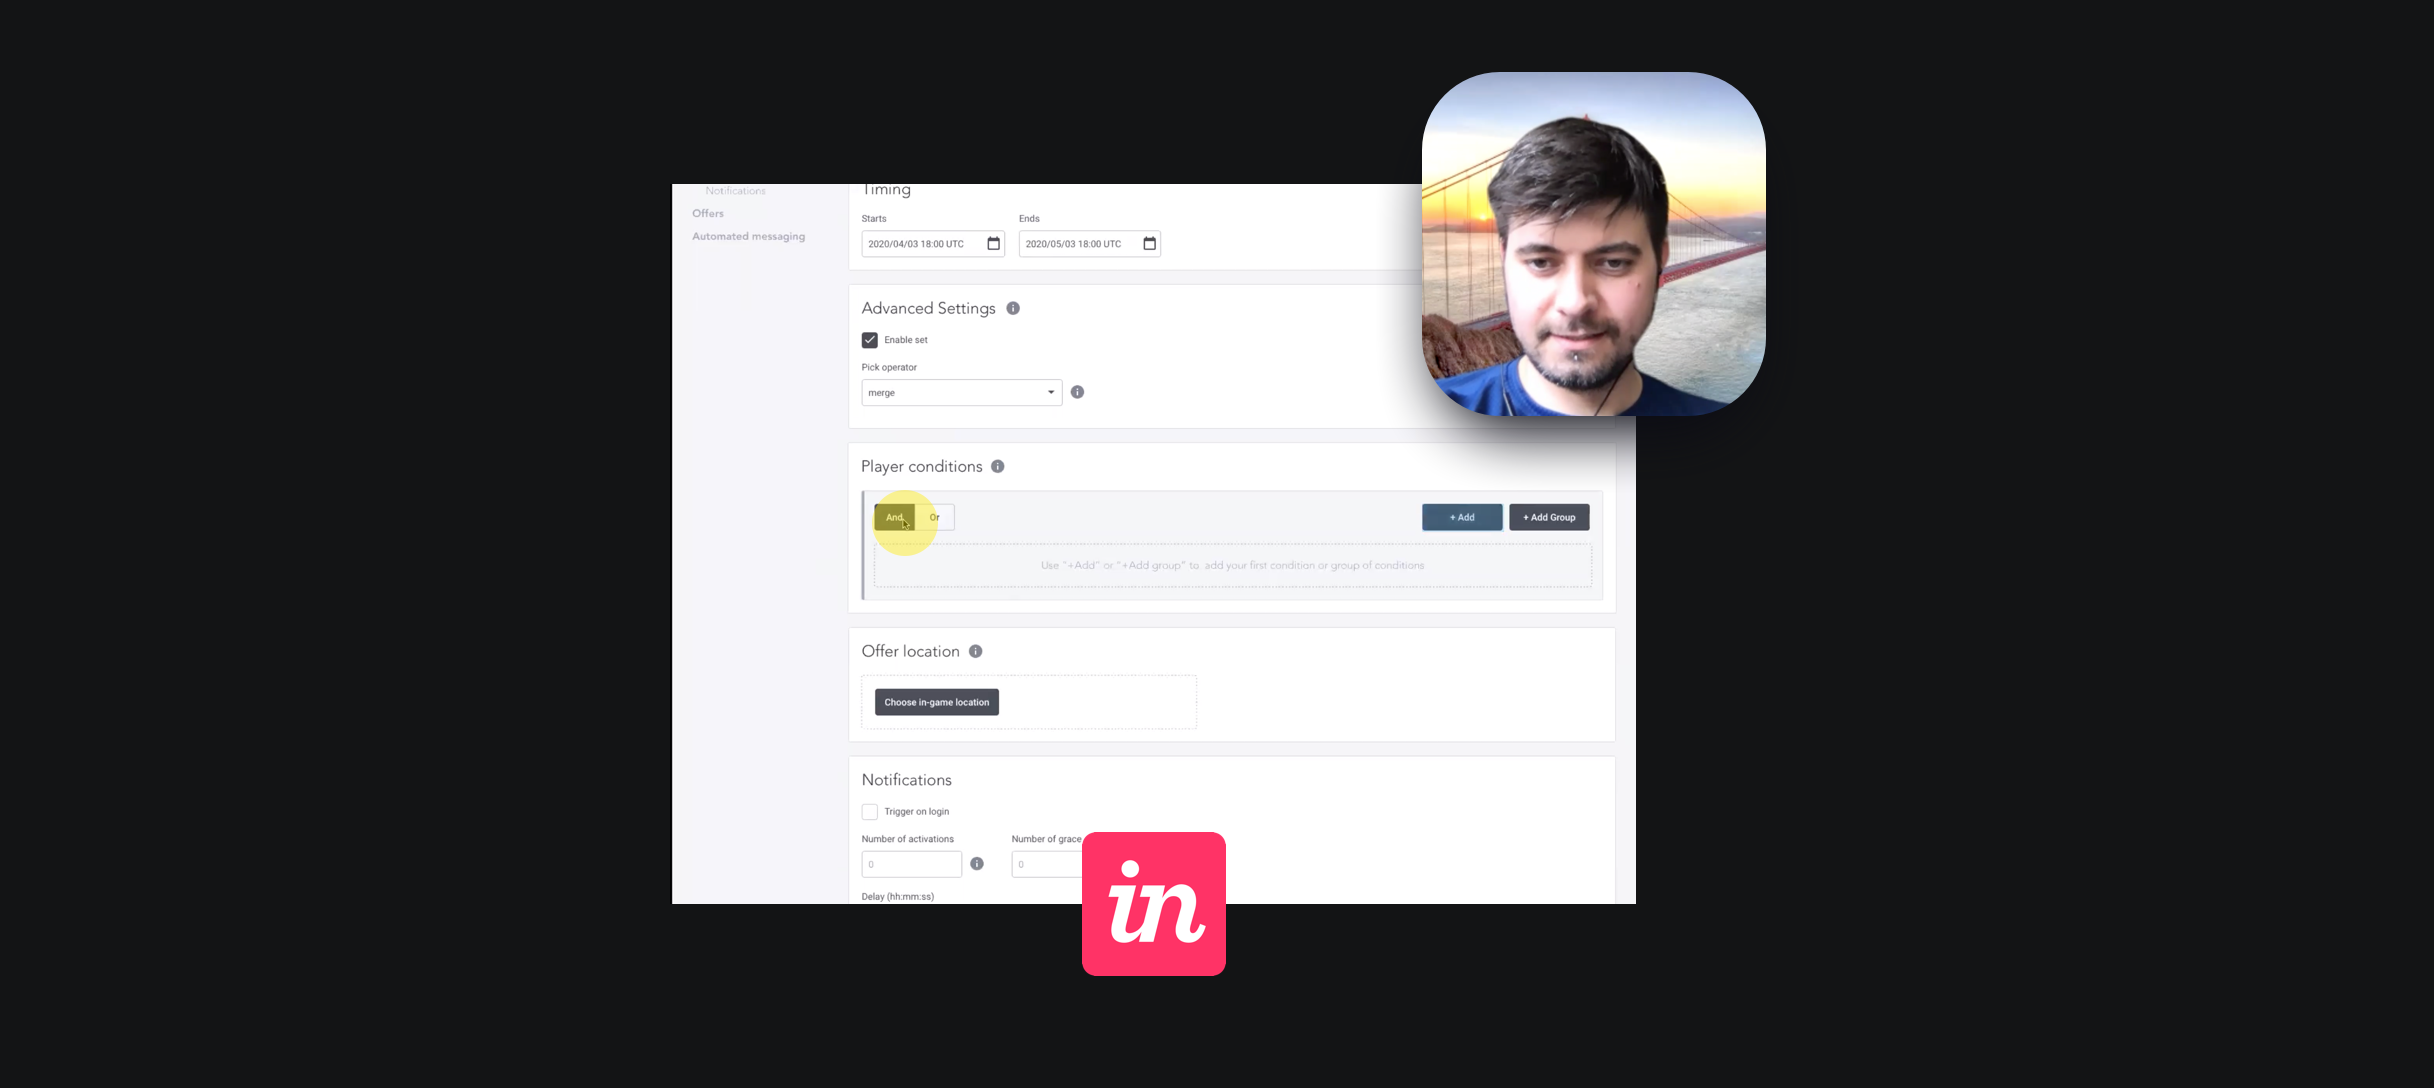 Notifications
Offers
Automated messaging
Timing
Starts Ends
2020/04/03 18:00 UTC 2020/05/03 18:00 UTC
Advanced Settings
Enable set
Pick operator
merge
Player conditions
And Or + Add + Add Group
Use "+Add" or "+Add group" to add your first condition or group of conditions
Offer location
Choose in-game location
Notifications
Trigger on login
Number of activations Number of grace
0 0
Delay (hh:mm:ss)
in